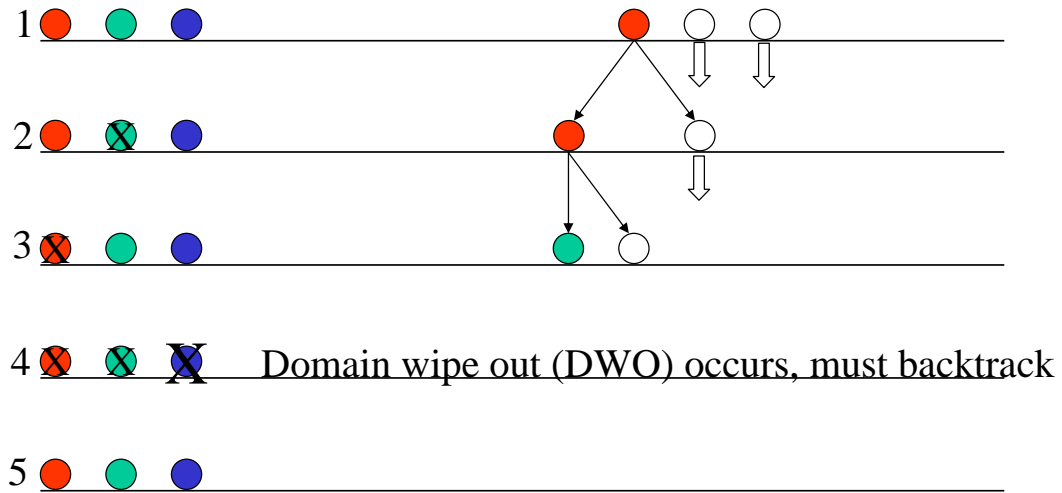 1
2 X
3 X
4 X X X Domain wipe out (DWO) occurs, must backtrack
5